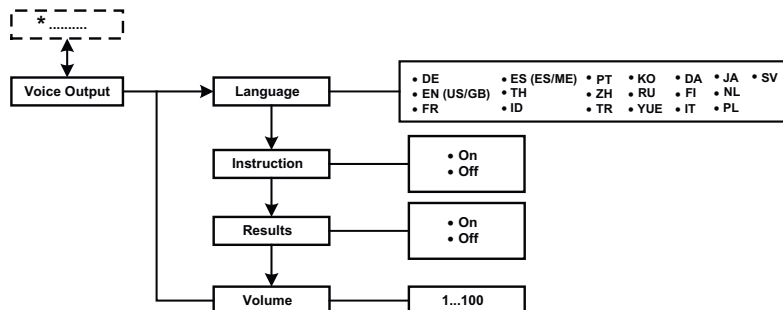 * ..........
Voice Output
Language
• DE
• EN (US/GB)
• FR
• ES (ES/ME)
• TH
• ID
• PT
• ZH
• TR
• KO
• RU
• YUE
• DA
• FI
• IT
• JA
• NL
• PL
• SV
Instruction
• On
• Off
Results
• On
• Off
Volume
1...100